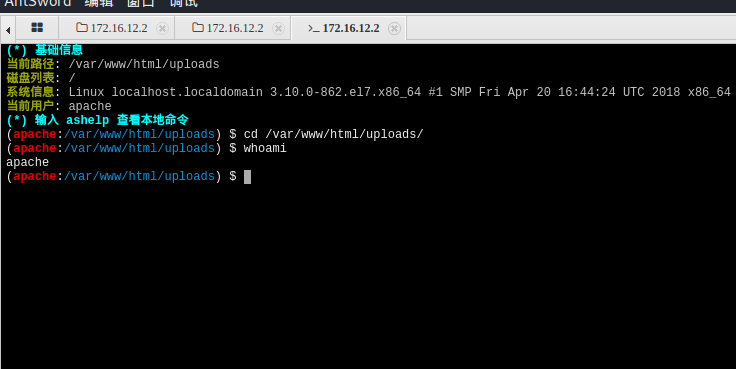 AntSword 编辑 窗口 调试
172.16.12.2 172.16.12.2 >_ 172.16.12.2
(*) 基础信息
当前路径: /var/www/html/uploads
磁盘列表: /
系统信息: Linux localhost.localdomain 3.10.0-862.el7.x86_64 #1 SMP Fri Apr 20 16:44:24 UTC 2018 x86_64
当前用户: apache
(*) 输入 ashelp 查看本地命令
(apache:/var/www/html/uploads) $ cd /var/www/html/uploads/
(apache:/var/www/html/uploads) $ whoami
apache
(apache:/var/www/html/uploads) $